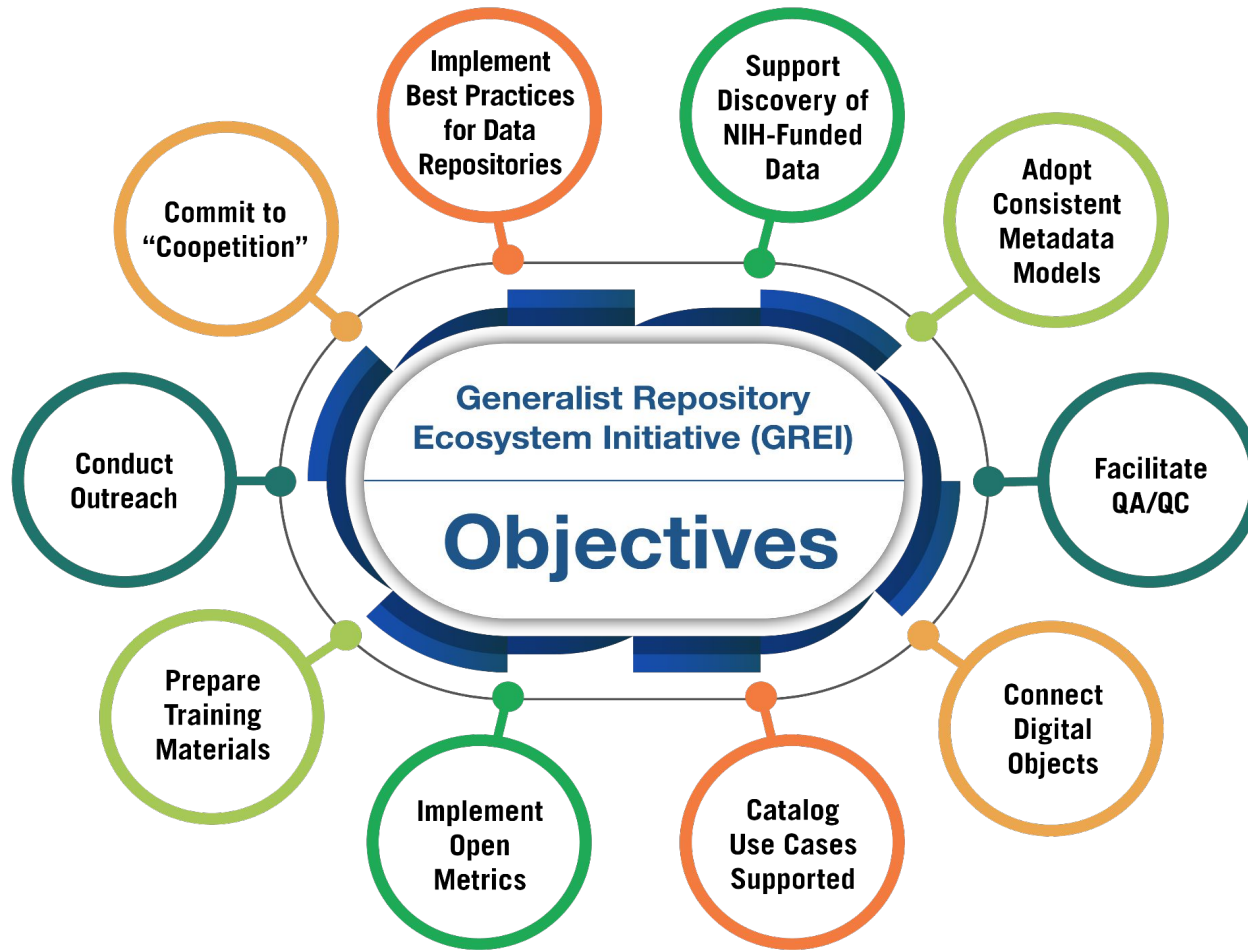 Generalist Repository
Ecosystem Initiative (GREI)
Objectives
Implement
Best Practices
for Data
Repositories
Support
Discovery of
NIH-Funded
Data
Adopt
Consistent
Metadata
Models
Facilitate
QA/QC
Connect
Digital
Objects
Catalog
Use Cases
Supported
Implement
Open
Metrics
Prepare
Training
Materials
Conduct
Outreach
Commit to
“Coopetition”